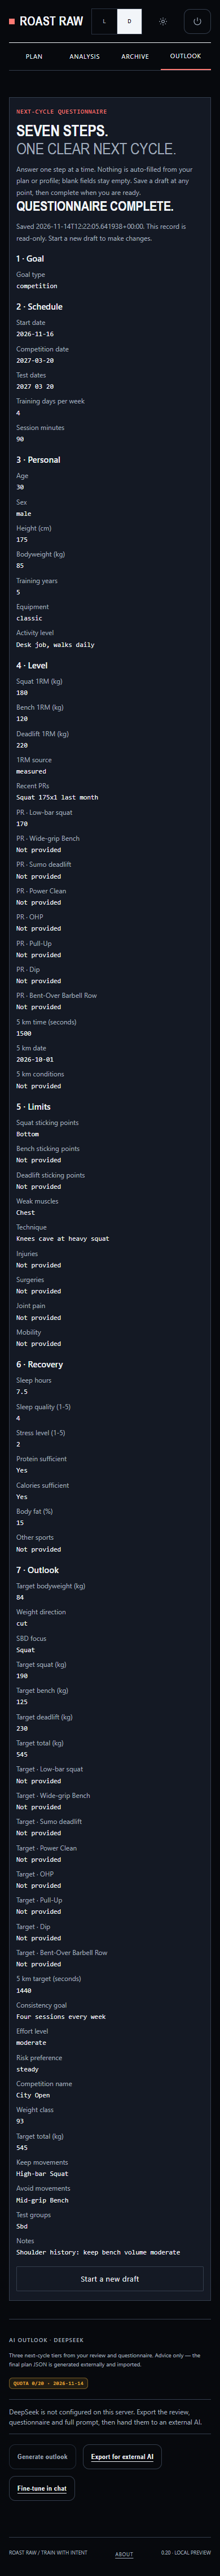 ROAST RAW
L
D
PLAN
ANALYSIS
ARCHIVE
OUTLOOK
NEXT-CYCLE QUESTIONNAIRE
SEVEN STEPS.
ONE CLEAR NEXT CYCLE.
Answer one step at a time. Nothing is auto-filled from your
plan or profile; blank fields stay empty. Save a draft at any
point, then complete when you are ready.
QUESTIONNAIRE COMPLETE.
Saved 2026-11-14T12:22:05.641938+00:00. This record is
read-only. Start a new draft to make changes.
1 · Goal
Goal type
competition
2 · Schedule
Start date
2026-11-16
Competition date
2027-03-20
Test dates
2027 03 20
Training days per week
4
Session minutes
90
3 · Personal
Age
30
Sex
male
Height (cm)
175
Bodyweight (kg)
85
Training years
5
Equipment
classic
Activity level
Desk job, walks daily
4 · Level
Squat 1RM (kg)
180
Bench 1RM (kg)
120
Deadlift 1RM (kg)
220
1RM source
measured
Recent PRs
Squat 175x1 last month
PR · Low-bar squat
170
PR · Wide-grip Bench
Not provided
PR · Sumo deadlift
Not provided
PR · Power Clean
Not provided
PR · OHP
Not provided
PR · Pull-Up
Not provided
PR · Dip
Not provided
PR · Bent-Over Barbell Row
Not provided
5 km time (seconds)
1500
5 km date
2026-10-01
5 km conditions
Not provided
5 · Limits
Squat sticking points
Bottom
Bench sticking points
Not provided
Deadlift sticking points
Not provided
Weak muscles
Chest
Technique
Knees cave at heavy squat
Injuries
Not provided
Surgeries
Not provided
Joint pain
Not provided
Mobility
Not provided
6 · Recovery
Sleep hours
7.5
Sleep quality (1-5)
4
Stress level (1-5)
2
Protein sufficient
Yes
Calories sufficient
Yes
Body fat (%)
15
Other sports
Not provided
7 · Outlook
Target bodyweight (kg)
84
Weight direction
cut
SBD focus
Squat
Target squat (kg)
190
Target bench (kg)
125
Target deadlift (kg)
230
Target total (kg)
545
Target · Low-bar squat
Not provided
Target · Wide-grip Bench
Not provided
Target · Sumo deadlift
Not provided
Target · Power Clean
Not provided
Target · OHP
Not provided
Target · Pull-Up
Not provided
Target · Dip
Not provided
Target · Bent-Over Barbell Row
Not provided
5 km target (seconds)
1440
Consistency goal
Four sessions every week
Effort level
moderate
Risk preference
steady
Competition name
City Open
Weight class
93
Target total (kg)
545
Keep movements
High-bar Squat
Avoid movements
Mid-grip Bench
Test groups
Sbd
Notes
Shoulder history: keep bench volume moderate
Start a new draft
AI OUTLOOK · DEEPSEEK
Three next-cycle tiers from your review and questionnaire. Advice only — the
final plan JSON is generated externally and imported.
QUOTA 0/20 · 2026-11-14
DeepSeek is not configured on this server. Export the review,
questionnaire and full prompt, then hand them to an external AI.
Generate outlook
Export for external AI
Fine-tune in chat
ROAST RAW / TRAIN WITH INTENT
ABOUT
0.20 · LOCAL PREVIEW